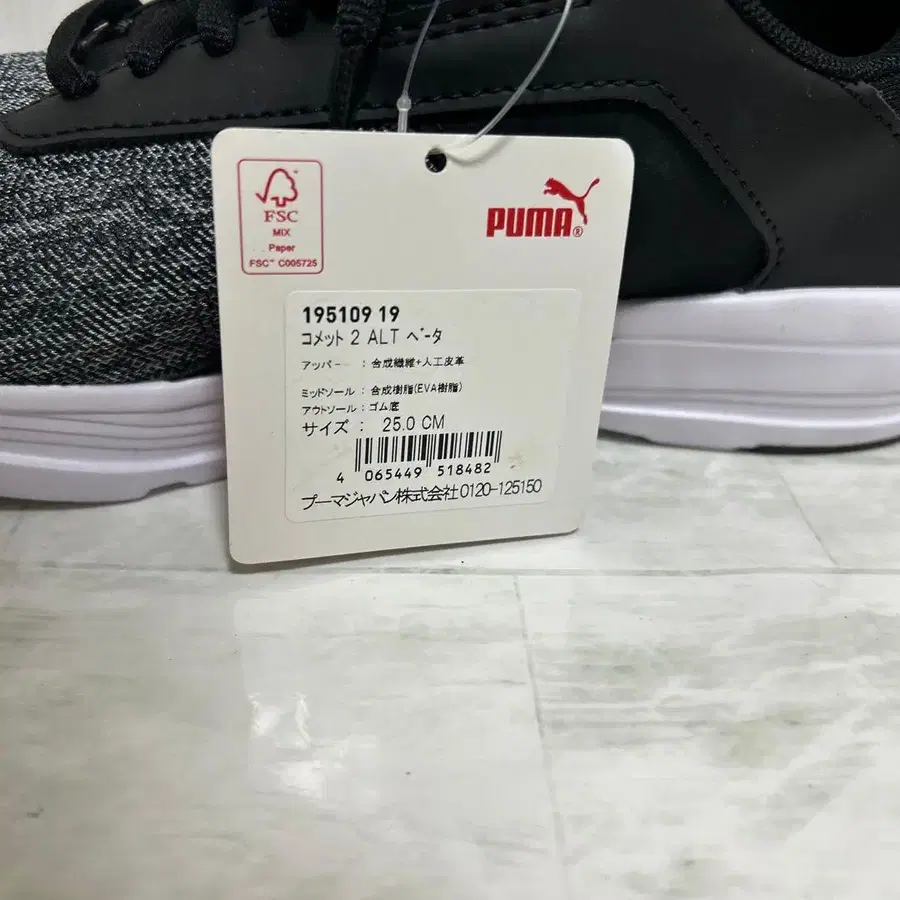 FSC
MIX
Paper
FSC™ C005725
PUMA®
195109 19
コメット 2 ALT ベータ
アッパー : 合成繊維+人工皮革
ミッドソール : 合成樹脂(EVA樹脂)
アウトソール : ゴム底
サイズ : 25.0 CM
4 065449 518482
プーマジャパン株式会社 0120-125150